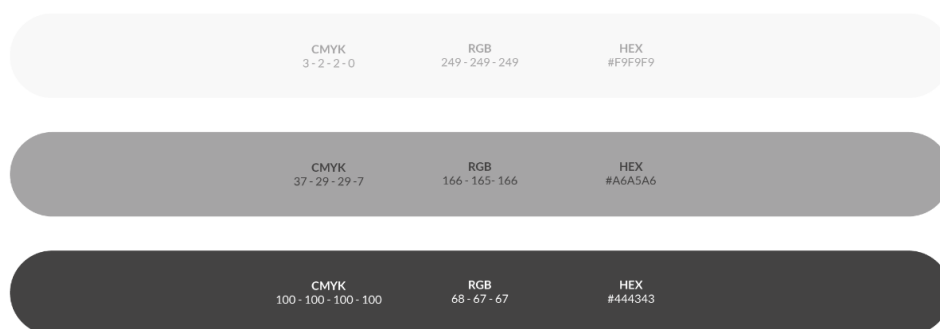 CMYK RGB HEX
3 - 2 - 2 - 0 249 - 249 - 249 #F9F9F9
CMYK RGB HEX
37 - 29 - 29 -7 166 - 165- 166 #A6A5A6
CMYK RGB HEX
100 - 100 - 100 - 100 68 - 67 - 67 #444343